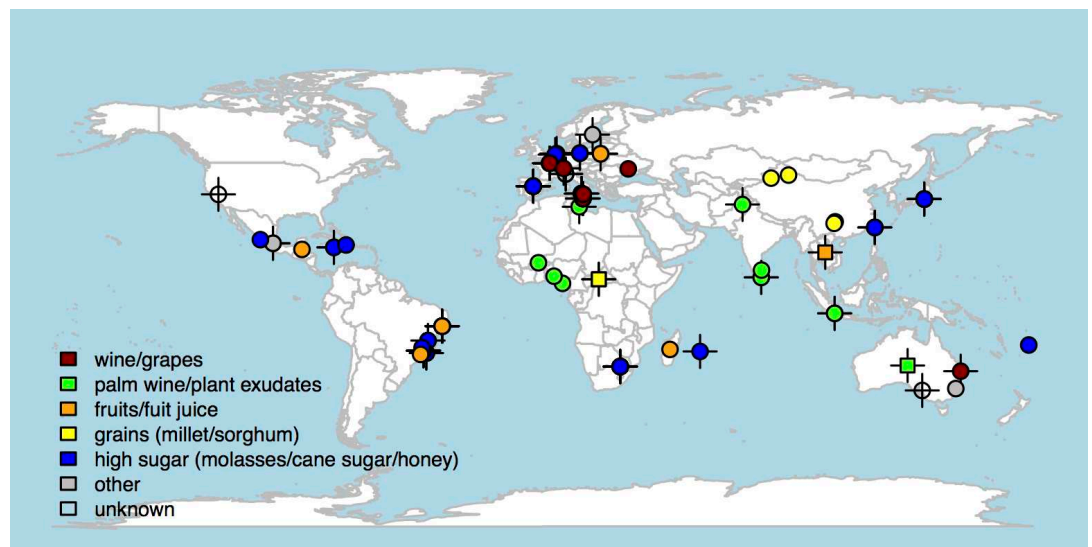 wine/grapes
palm wine/plant exudates
fruits/fuit juice
grains (millet/sorghum)
high sugar (molasses/cane sugar/honey)
other
unknown